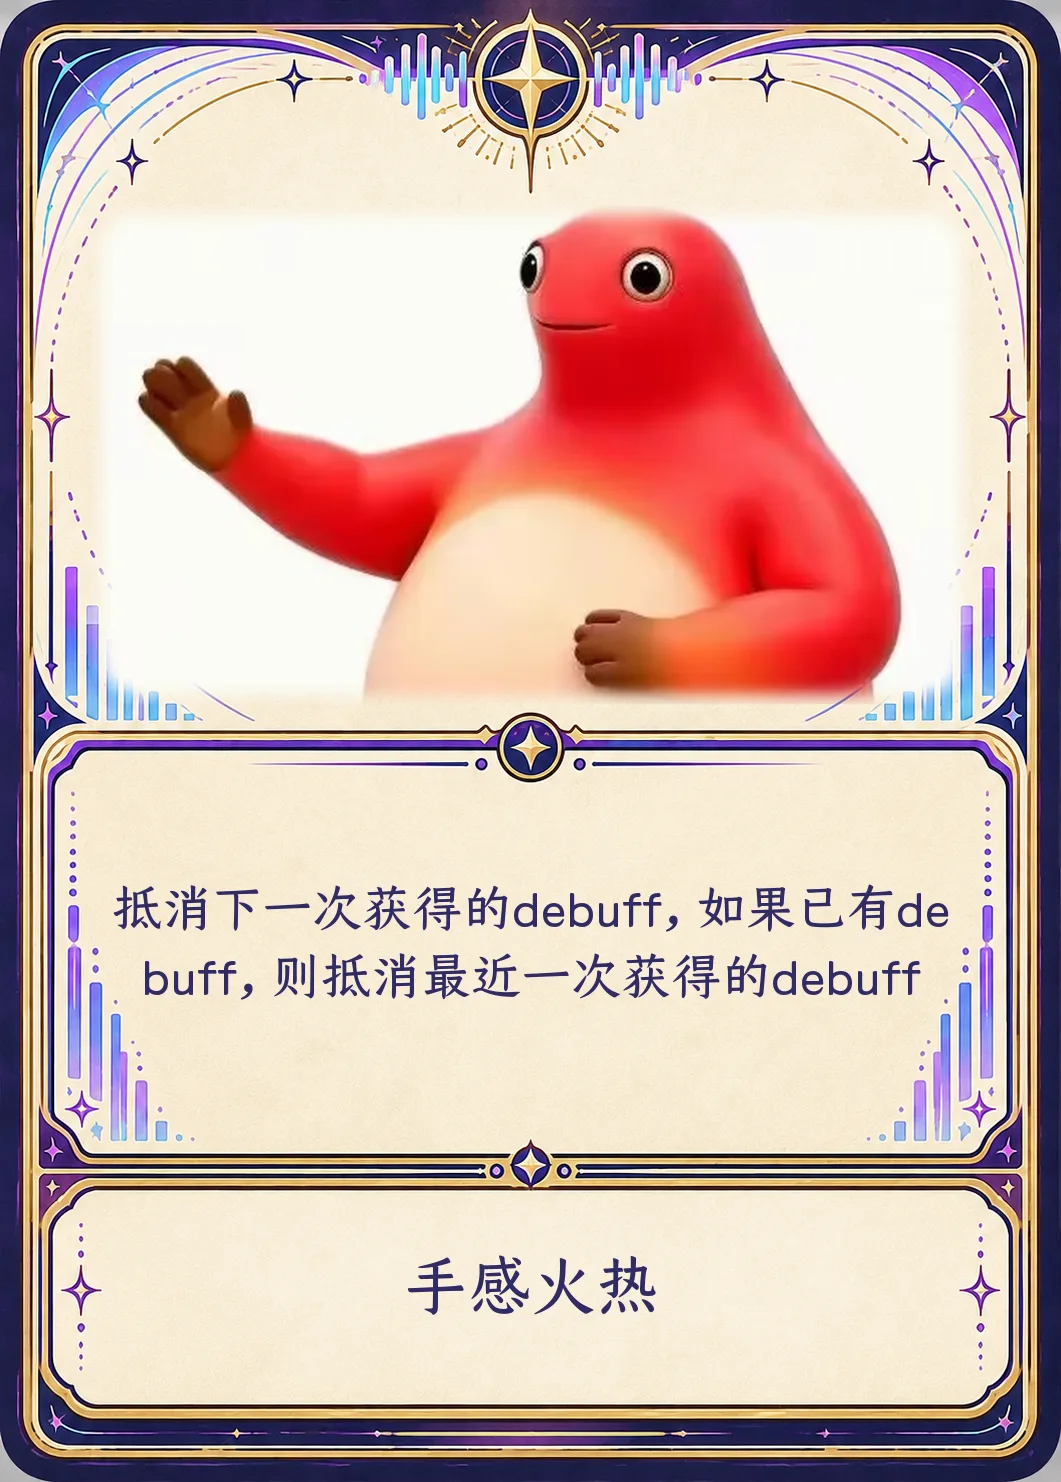 抵消下一次获得的debuff，如果已有de
buff，则抵消最近一次获得的debuff
手感火热